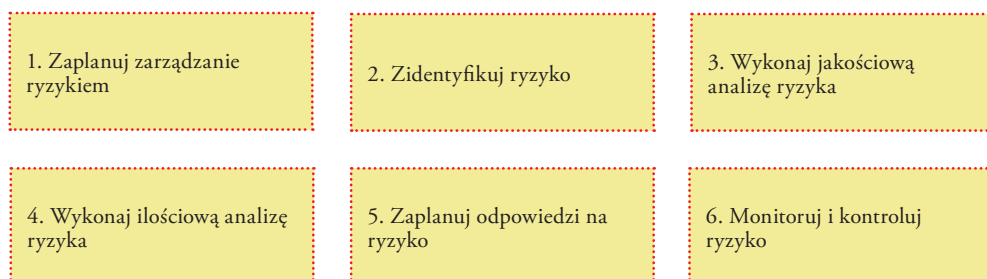 1. Zaplanuj zarządzanie
ryzykiem
2. Zidentyfikuj ryzyko
3. Wykonaj jakościową
analizę ryzyka
4. Wykonaj ilościową analizę
ryzyka
5. Zaplanuj odpowiedzi na
ryzyko
6. Monitoruj i kontroluj
ryzyko